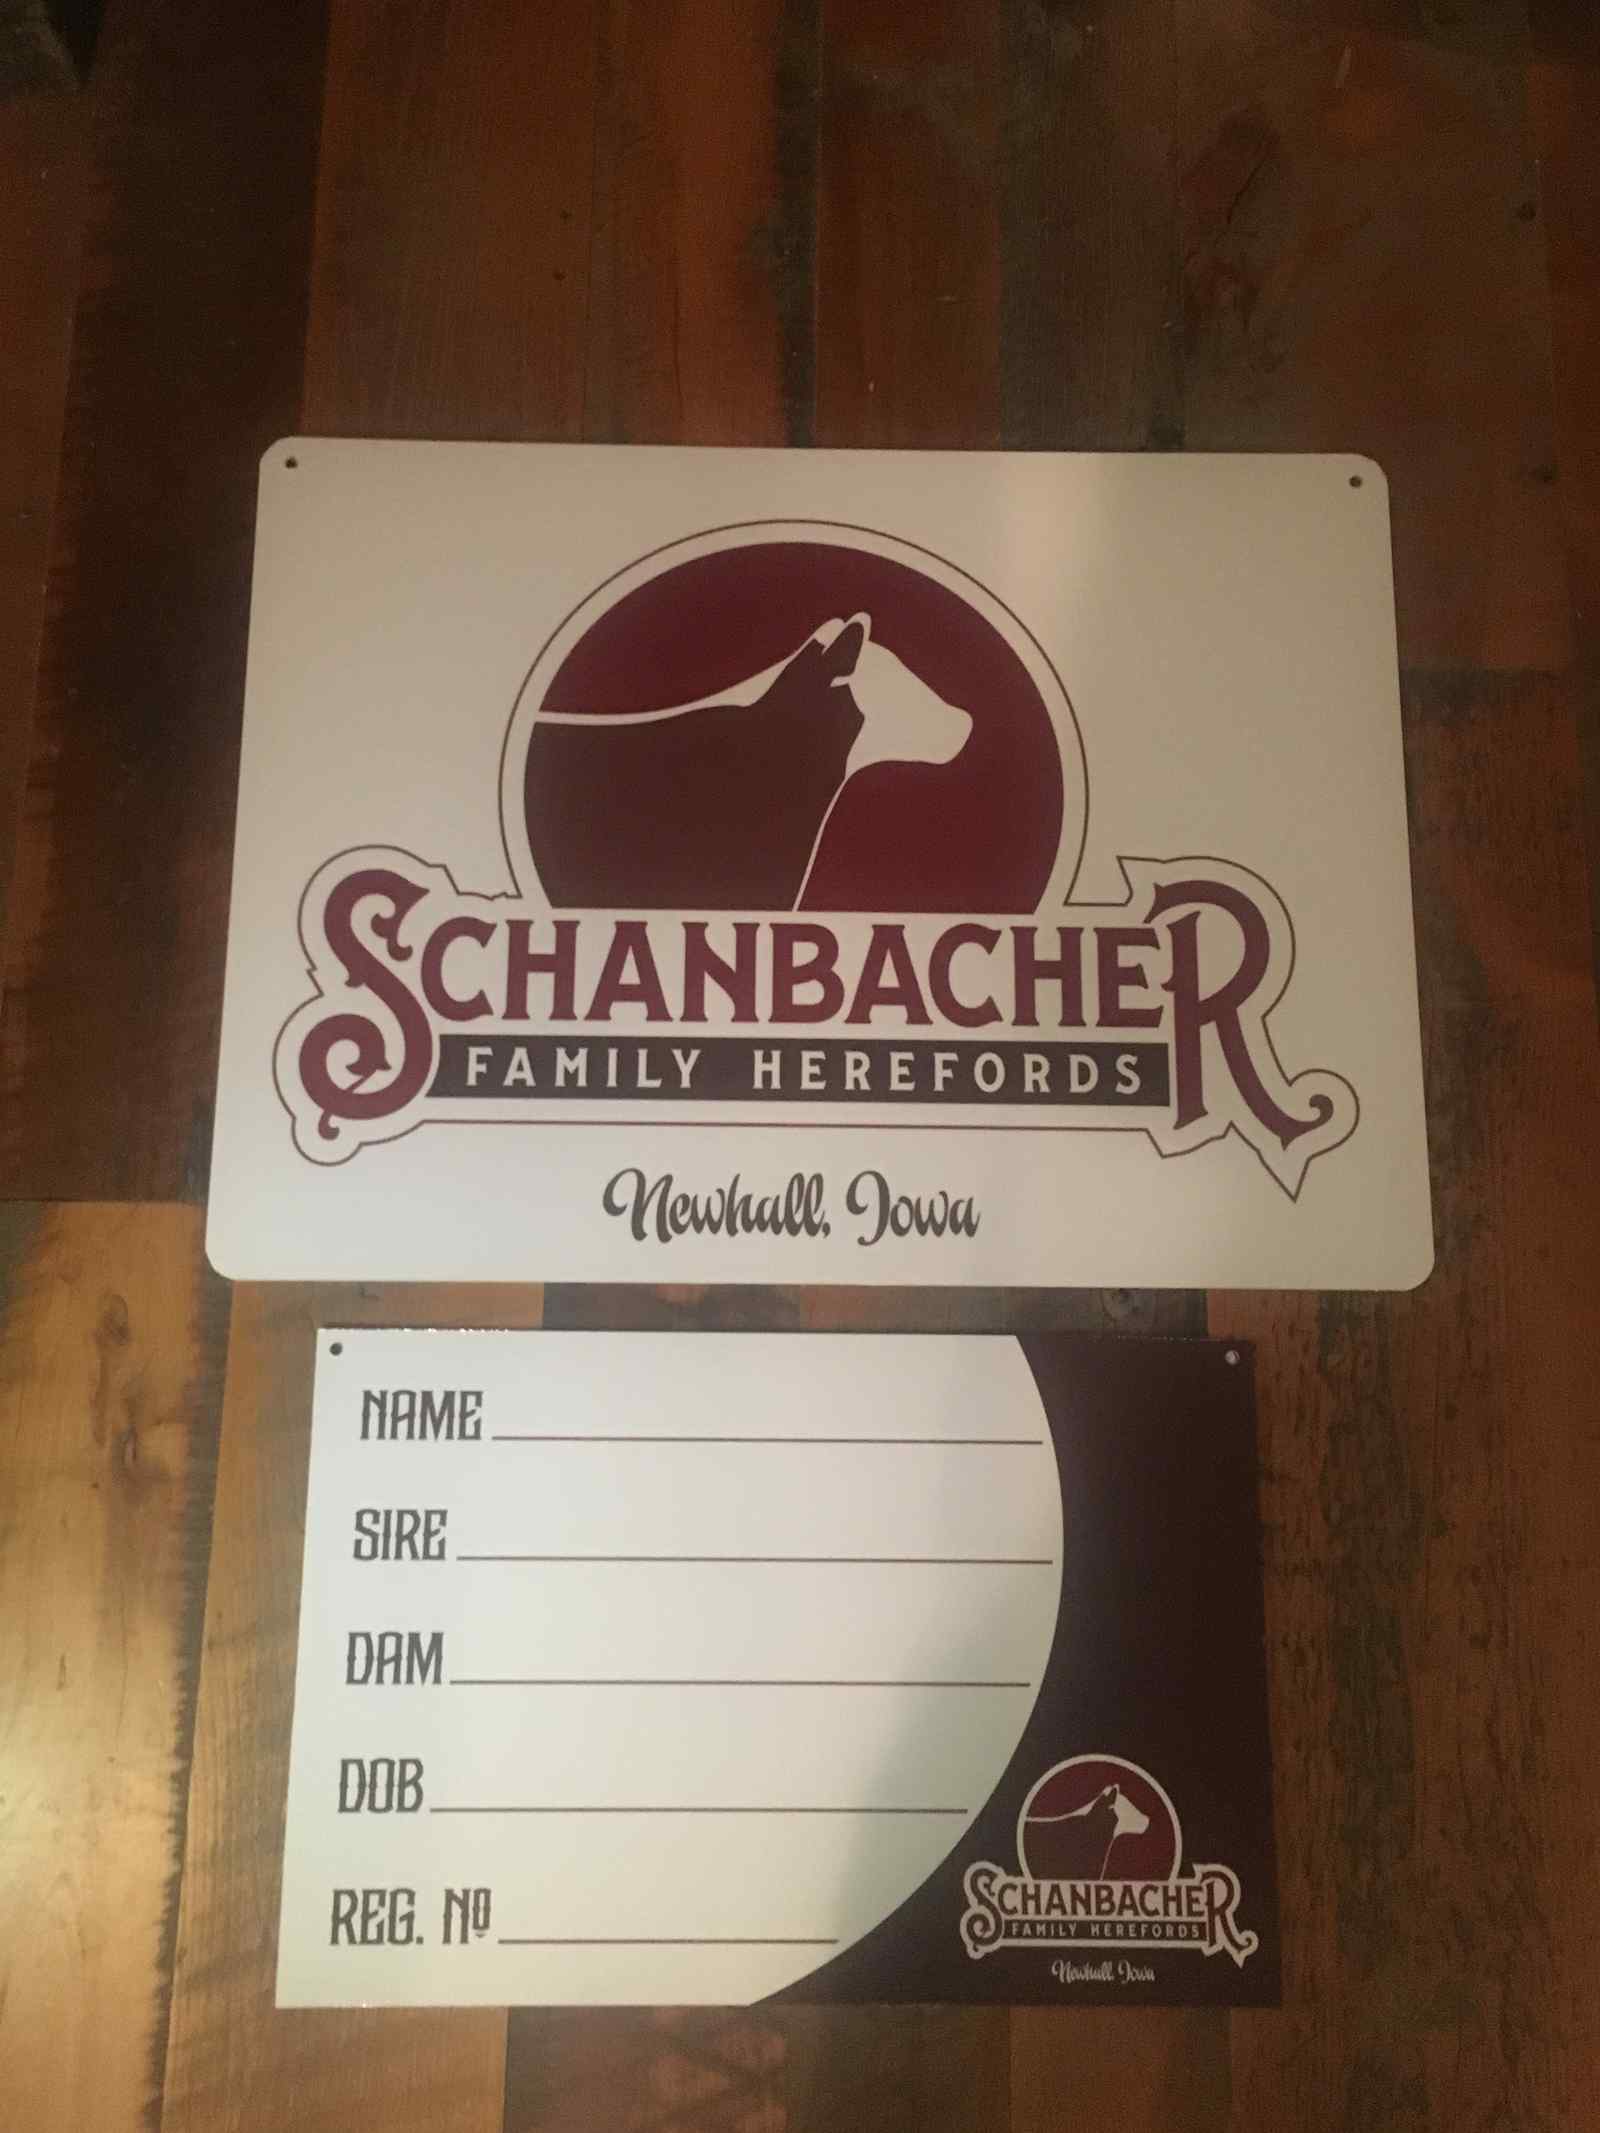 SCHANBACHER
FAMILY HEREFORDS
Newhall, Iowa
NAME
SIRE
DAM
DOB
REG. Nº
SCHANBACHER
FAMILY HEREFORDS
Newhall, Iowa